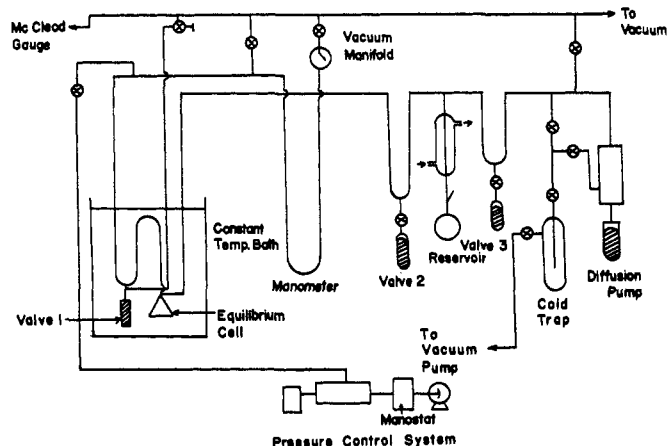 Mc Cleod
Gauge
To
Vacuum
Vacuum
Manifold
Constant
Temp. Bath
Manometer
Valve 2
Reservoir
Valve 3
Diffusion
Pump
Cold
Trap
Valve 1
Equilibrium
Cell
To
Vacuum
Pump
Manostat
Pressure Control System